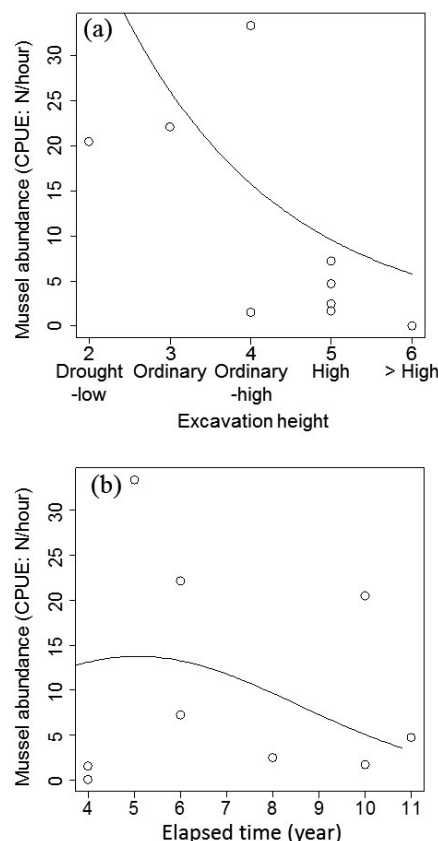 (a)
Mussel abundance (CPUE: N/hour)
30
25
20
15
10
5
0
2 3 4 5 6
Drought Ordinary Ordinary High > High
-low -high
Excavation height
(b)
Mussel abundance (CPUE: N/hour)
30
25
20
15
10
5
0
4 5 6 7 8 9 10 11
Elapsed time (year)